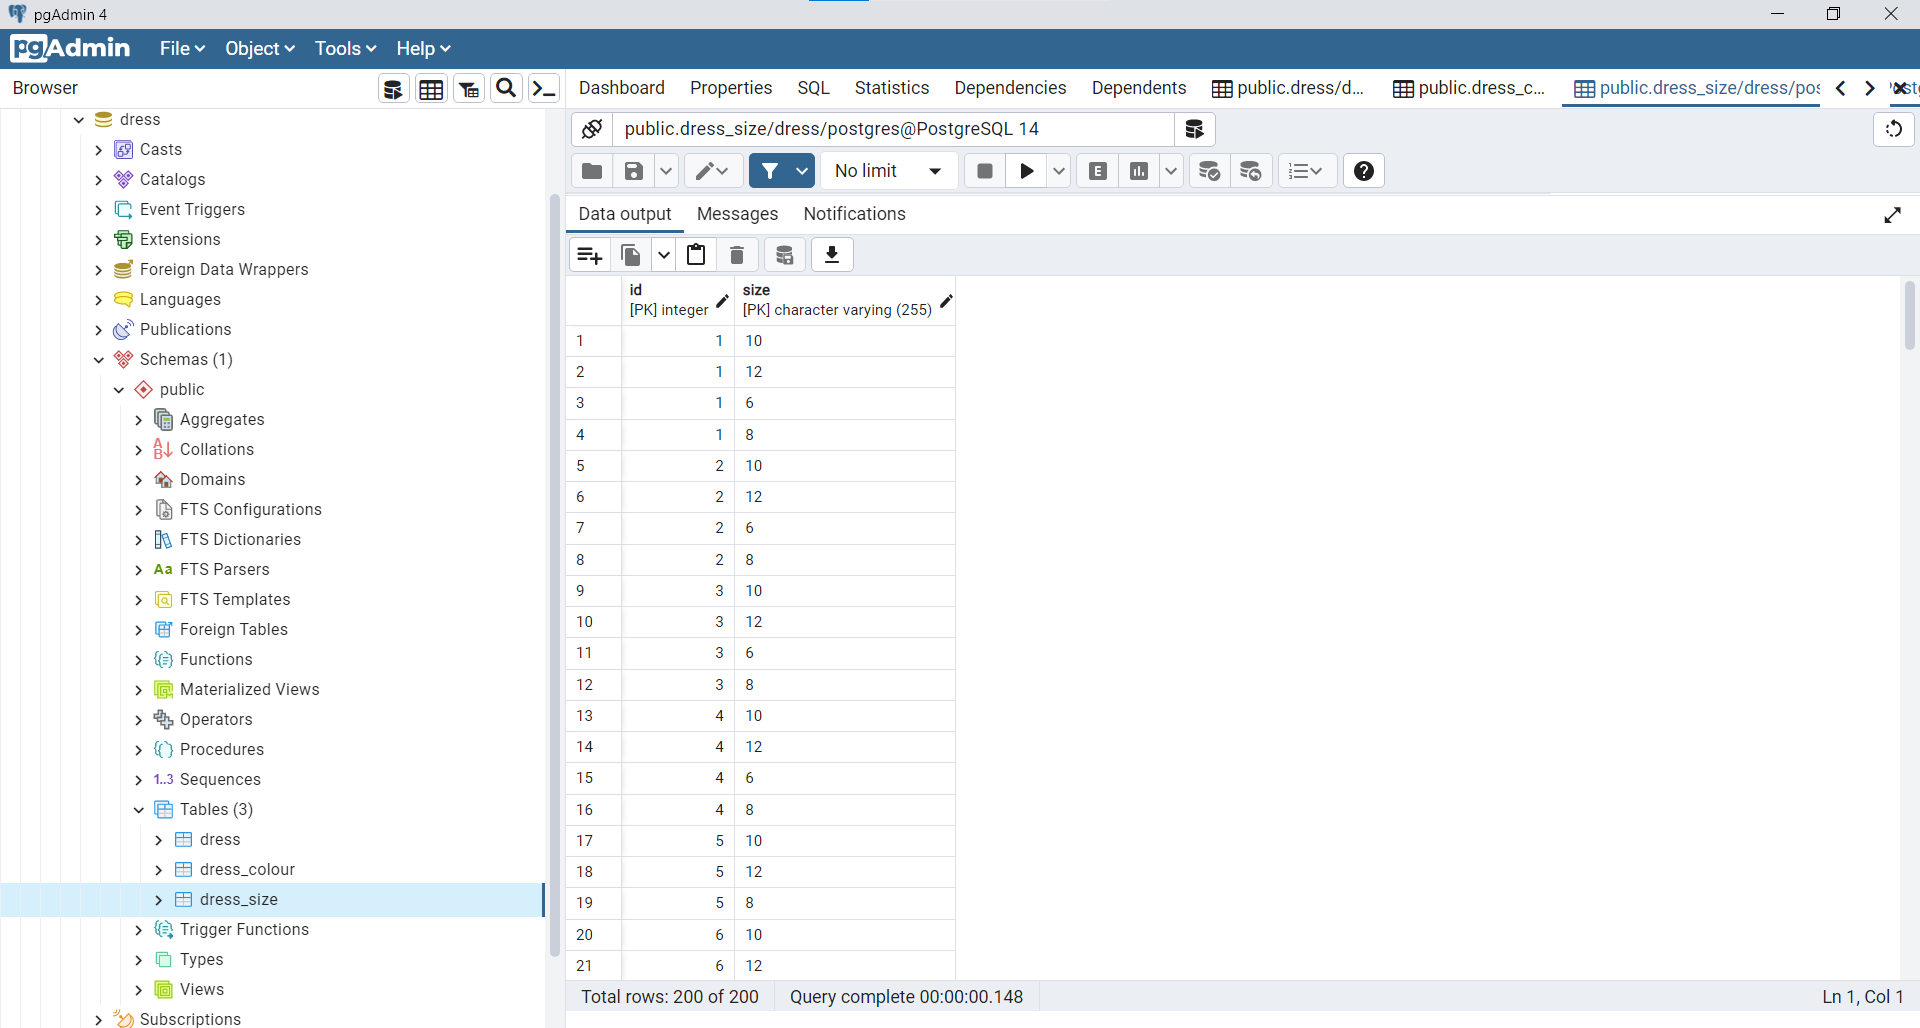 pgAdmin 4
pgAdmin File Object Tools Help
Browser
Dashboard Properties SQL Statistics Dependencies Dependents public.dress/d... public.dress_c... public.dress_size/dress/pos
public.dress_size/dress/postgres@PostgreSQL 14
No limit
E
?
Data output Messages Notifications
dress
Casts
Catalogs
Event Triggers
Extensions
Foreign Data Wrappers
Languages
Publications
Schemas (1)
public
Aggregates
Collations
Domains
FTS Configurations
FTS Dictionaries
Aa FTS Parsers
FTS Templates
Foreign Tables
Functions
Materialized Views
Operators
Procedures
1..3 Sequences
Tables (3)
dress
dress_colour
dress_size
Trigger Functions
Types
Views
Subscriptions
id size
[PK] integer [PK] character varying (255)
1 1 10
2 1 12
3 1 6
4 1 8
5 2 10
6 2 12
7 2 6
8 2 8
9 3 10
10 3 12
11 3 6
12 3 8
13 4 10
14 4 12
15 4 6
16 4 8
17 5 10
18 5 12
19 5 8
20 6 10
21 6 12
Total rows: 200 of 200 Query complete 00:00:00.148 Ln 1, Col 1